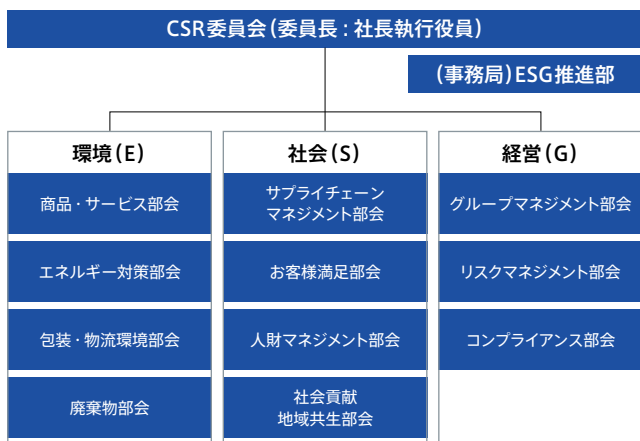 CSR委員会（委員長：社長執行役員）
（事務局）ESG推進部
環境（E）
商品・サービス部会
エネルギー対策部会
包装・物流環境部会
廃棄物部会
社会（S）
サプライチェーン
マネジメント部会
お客様満足部会
人財マネジメント部会
社会貢献
地域共生部会
経営（G）
グループマネジメント部会
リスクマネジメント部会
コンプライアンス部会